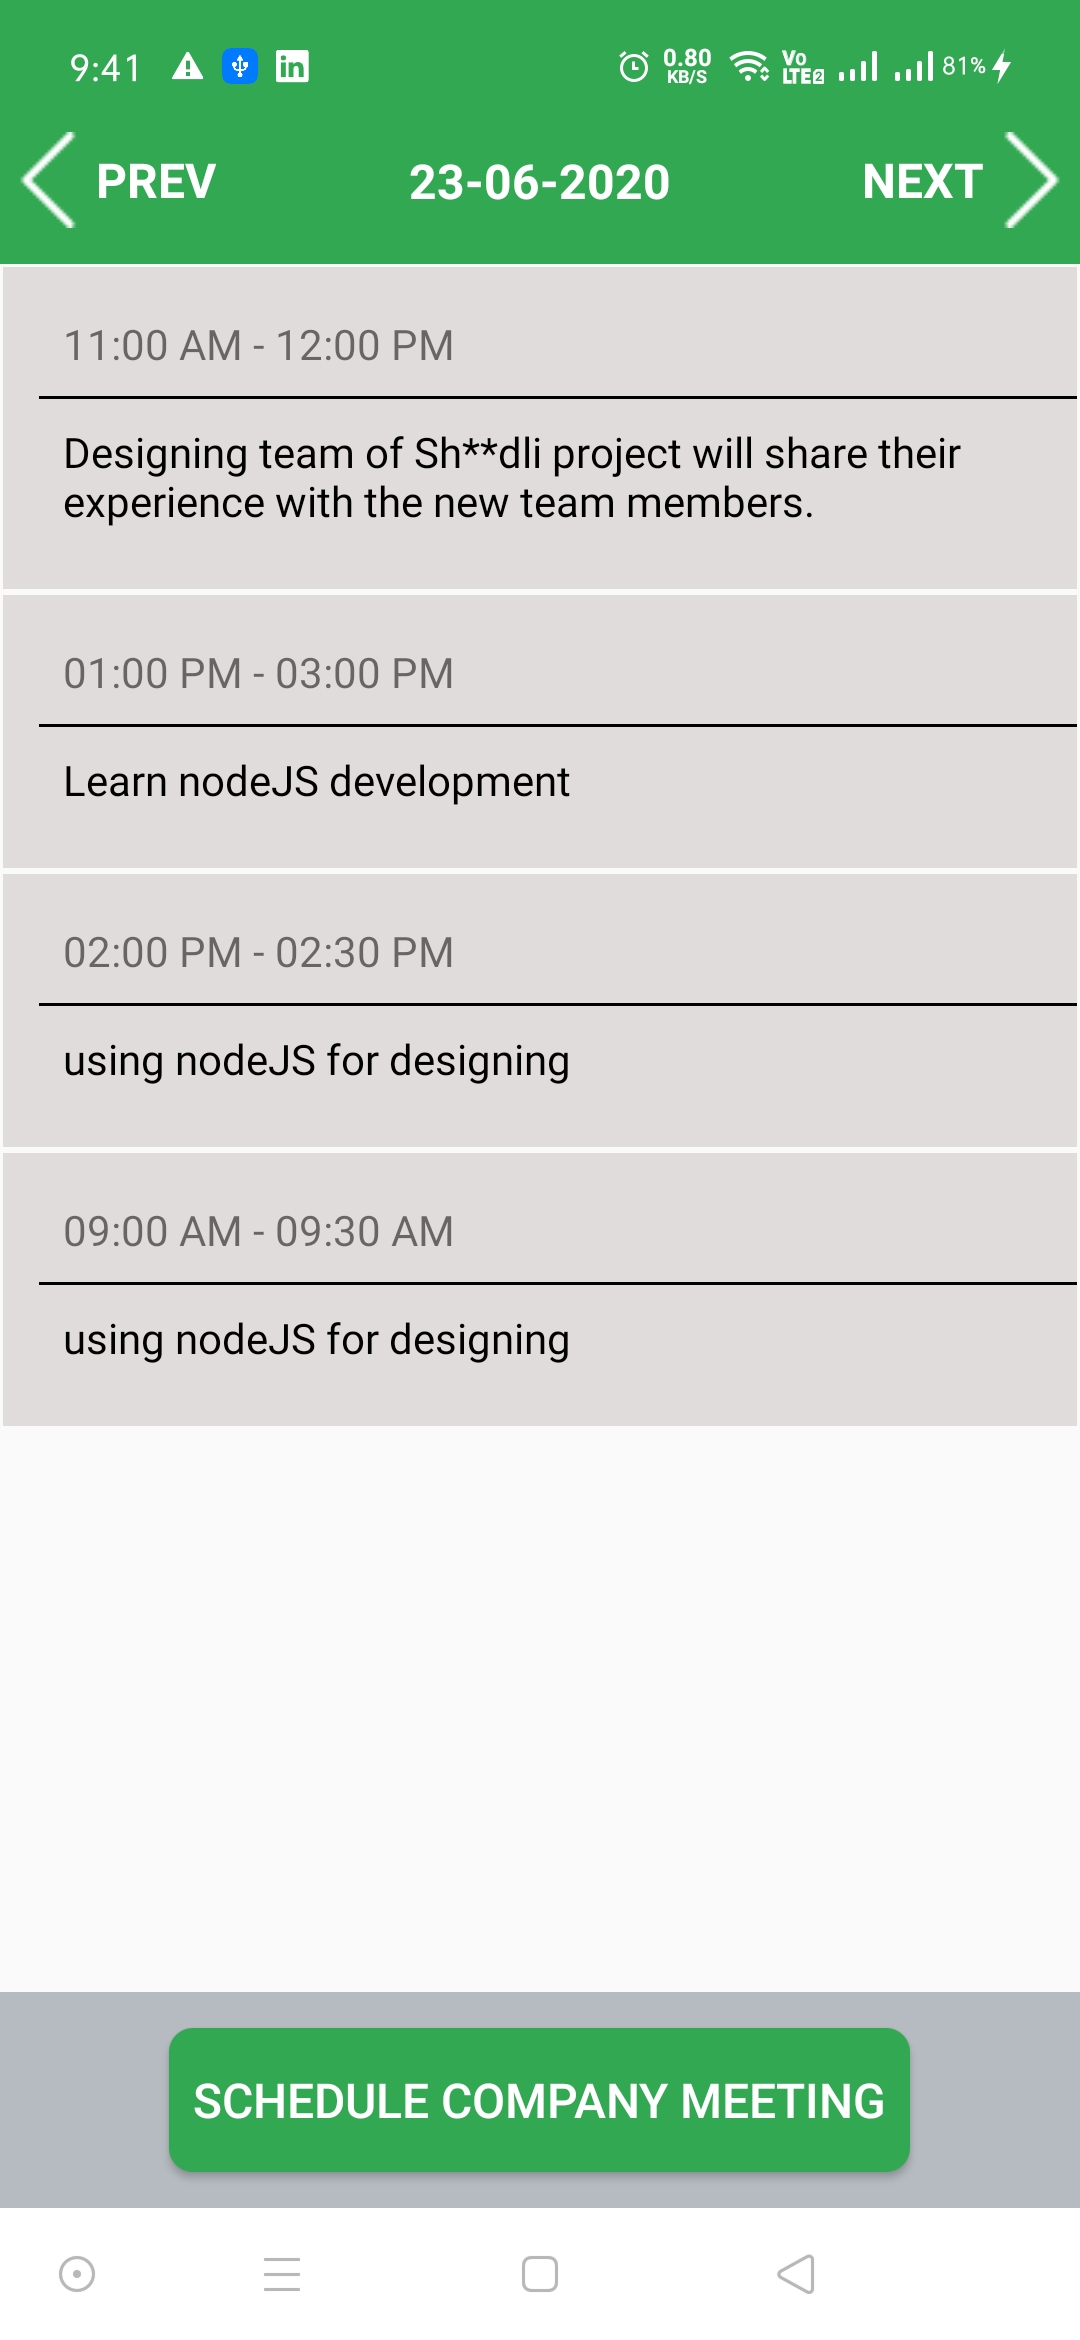 9:41 in 0.80 KB/S Vo LTE2 81%
PREV 23-06-2020 NEXT
11:00 AM - 12:00 PM
Designing team of Sh**dli project will share their
experience with the new team members.
01:00 PM - 03:00 PM
Learn nodeJS development
02:00 PM - 02:30 PM
using nodeJS for designing
09:00 AM - 09:30 AM
using nodeJS for designing
SCHEDULE COMPANY MEETING